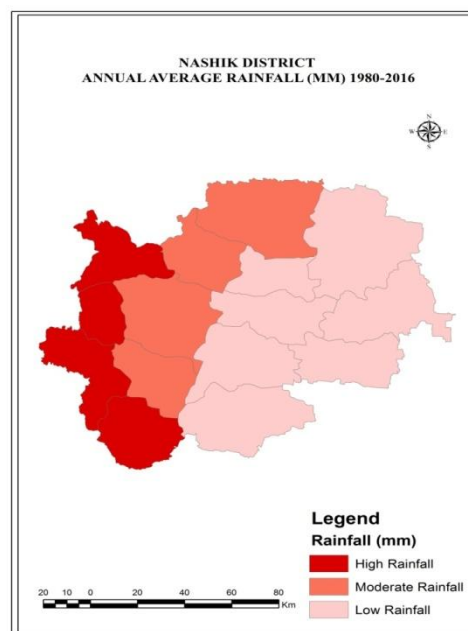 NASHIK DISTRICT
ANNUAL AVERAGE RAINFALL (MM) 1980-2016
N
W E
S
Legend
Rainfall (mm)
High Rainfall
Moderate Rainfall
Low Rainfall
20 10 0 20 40 60 80
Km